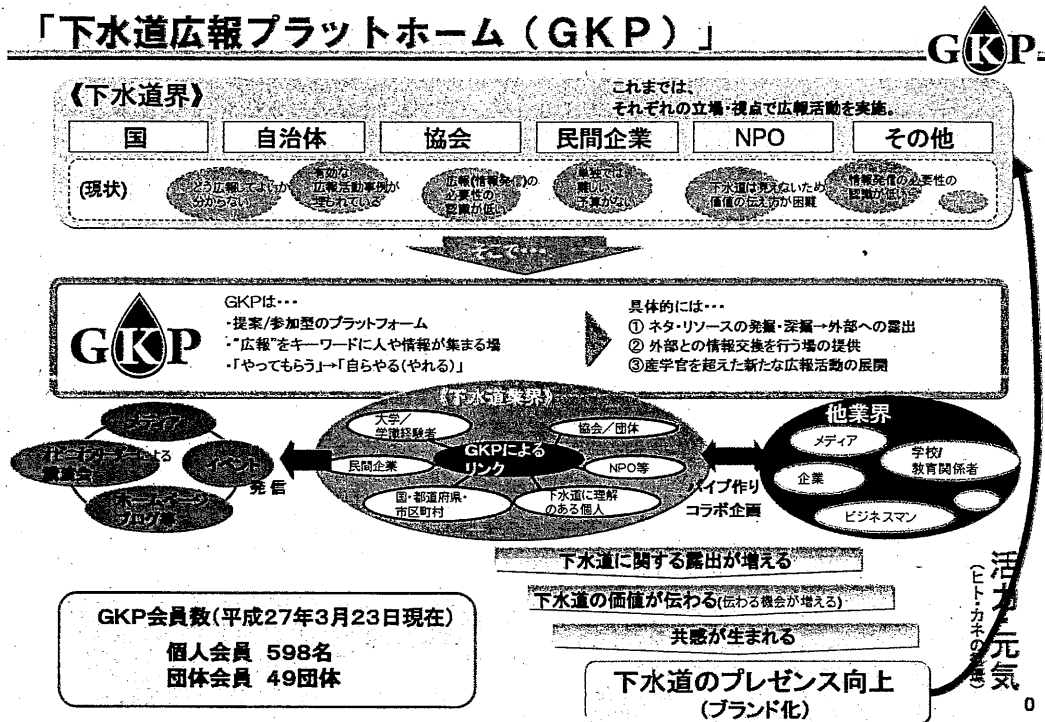 「下水道広報プラットホーム（GKP）」
GKP
《下水道界》
これまでは、
それぞれの立場・視点で広報活動を実施。
国
自治体
協会
民間企業
NPO
その他
(現状)
どう広報してよいか
分からない
有効な
広報活動事例が
埋もれている
広報(情報発信)の
必要性の
認識が低い
単独では
難しい、
予算がない
下水道は見えないため
価値の伝え方が困難
情報発信の必要性の
認識が低い
そこで・・・
GKP
GKPは・・・
・提案/参加型のプラットフォーム
・"広報"をキーワードに人や情報が集まる場
・「やってもらう」→「自らやる(やれる)」
具体的には・・・
① ネタ・リソースの発掘・深掘→外部への露出
② 外部との情報交換を行う場の提供
③産学官を超えた新たな広報活動の展開
メディア
による
イベント
ブログ等
発信
《下水道業界》
大学/
学識経験者
協会/団体
GKPによる
リンク
民間企業
NPO等
国・都道府県・
市区町村
下水道に理解
のある個人
パイプ作り
コラボ企画
他業界
メディア
学校/
教育関係者
企業
ビジネスマン
下水道に関する露出が増える
下水道の価値が伝わる(伝わる機会が増える)
共感が生まれる
下水道のプレゼンス向上
(ブランド化)
活力と元気
GKP会員数(平成27年3月23日現在)
個人会員 598名
団体会員 49団体
0